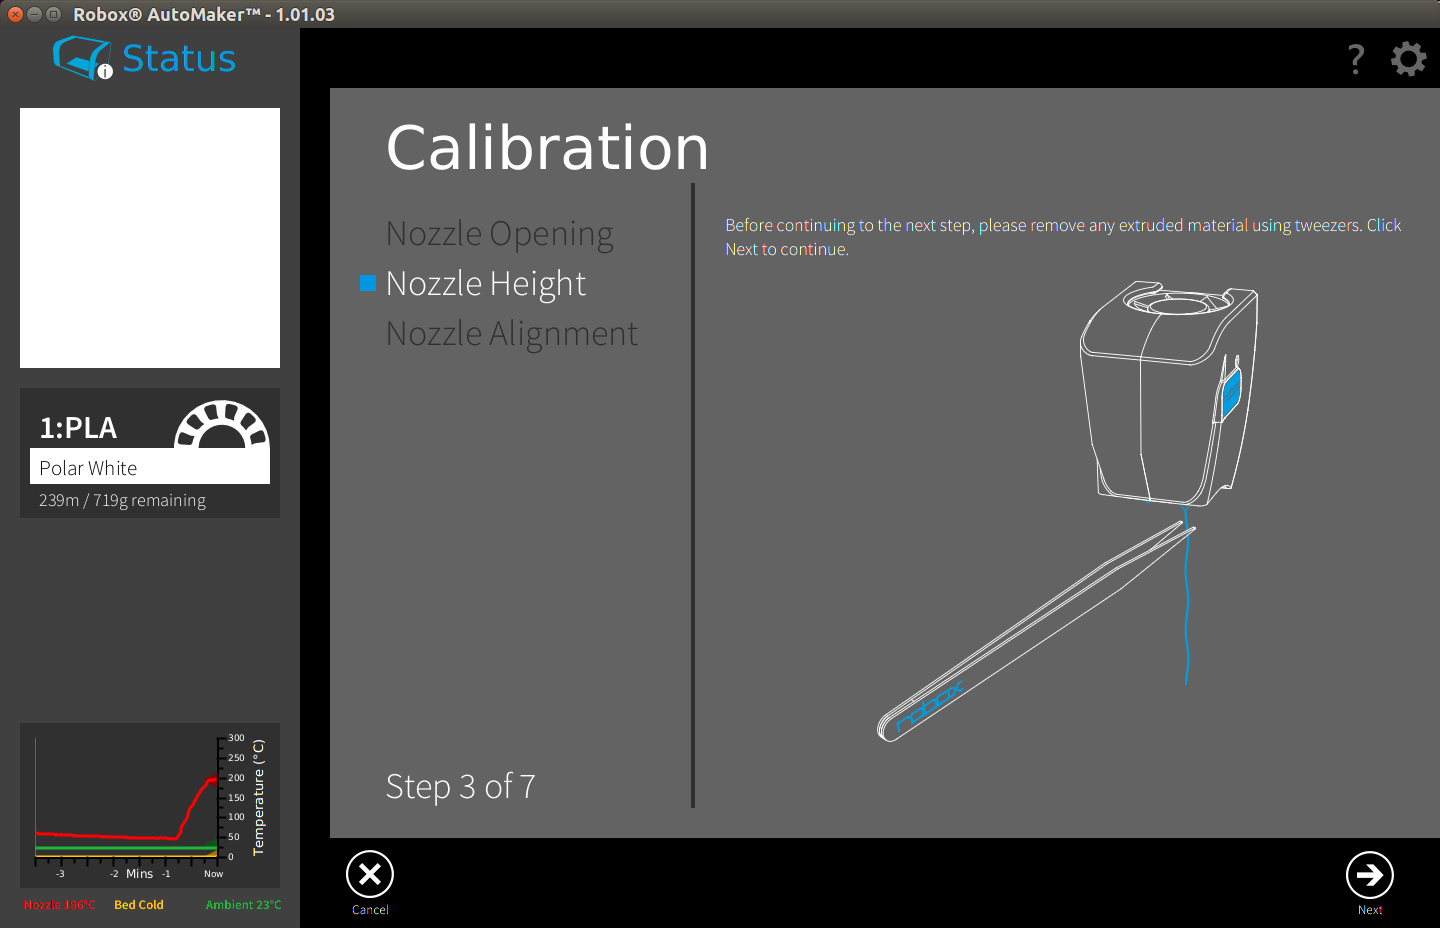 Robox® AutoMaker™ - 1.01.03
Status
Calibration
Nozzle Opening
Nozzle Height
Nozzle Alignment
Before continuing to the next step, please remove any extruded material using tweezers. Click
Next to continue.
robox
1:PLA
Polar White
239m / 719g remaining
Step 3 of 7
300
250
200
150
100
50
0
Temperature (°C)
-3
-2
Mins
-1
Now
Nozzle 196°C
Bed Cold
Ambient 23°C
Cancel
Next